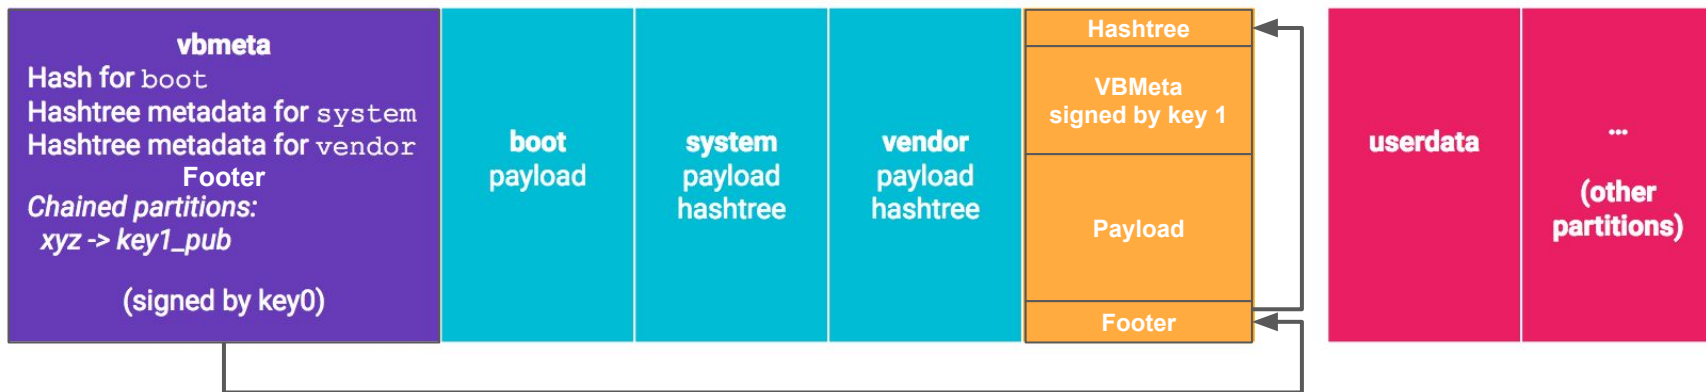 vbmeta
Hash for boot
Hashtree metadata for system
Hashtree metadata for vendor
Footer
Chained partitions:
xyz -> key1_pub
(signed by key0)
boot
payload
system
payload
hashtree
vendor
payload
hashtree
Hashtree
VBMeta
signed by key 1
Payload
Footer
userdata
...
(other
partitions)